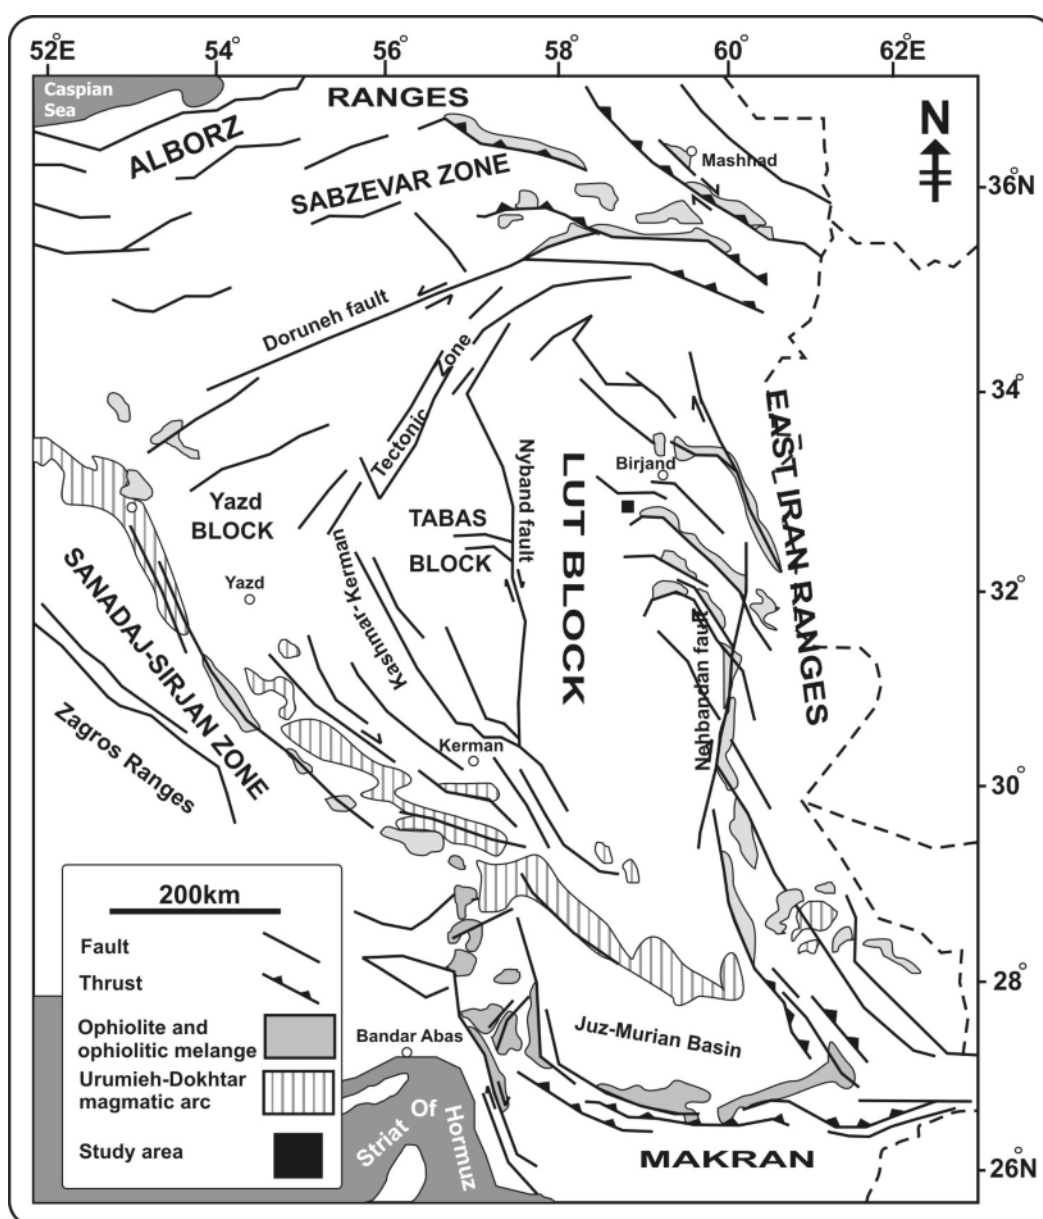 52°E 54° 56° 58° 60° 62°E
Caspian
Sea
RANGES
ALBORZ
N
Mashhad
SABZEVAR ZONE
36°N
Doruneh fault
Zone
Tectonic
Kashmar-Kerman
34°
EAST IRAN RANGES
Birjand
Nyband fault
LUT BLOCK
Yazd
BLOCK
TABAS
BLOCK
Yazd
32°
SANADAJ-SIRJAN ZONE
Nehbandan fault
Zagros Ranges
Kerman
30°
200km
Fault
Thrust
Ophiolite and
ophiolitic melange
Urumieh-Dokhtar
magmatic arc
Study area
28°
Juz-Murian Basin
Bandar Abas
Striat Of Hormuz
MAKRAN
26°N